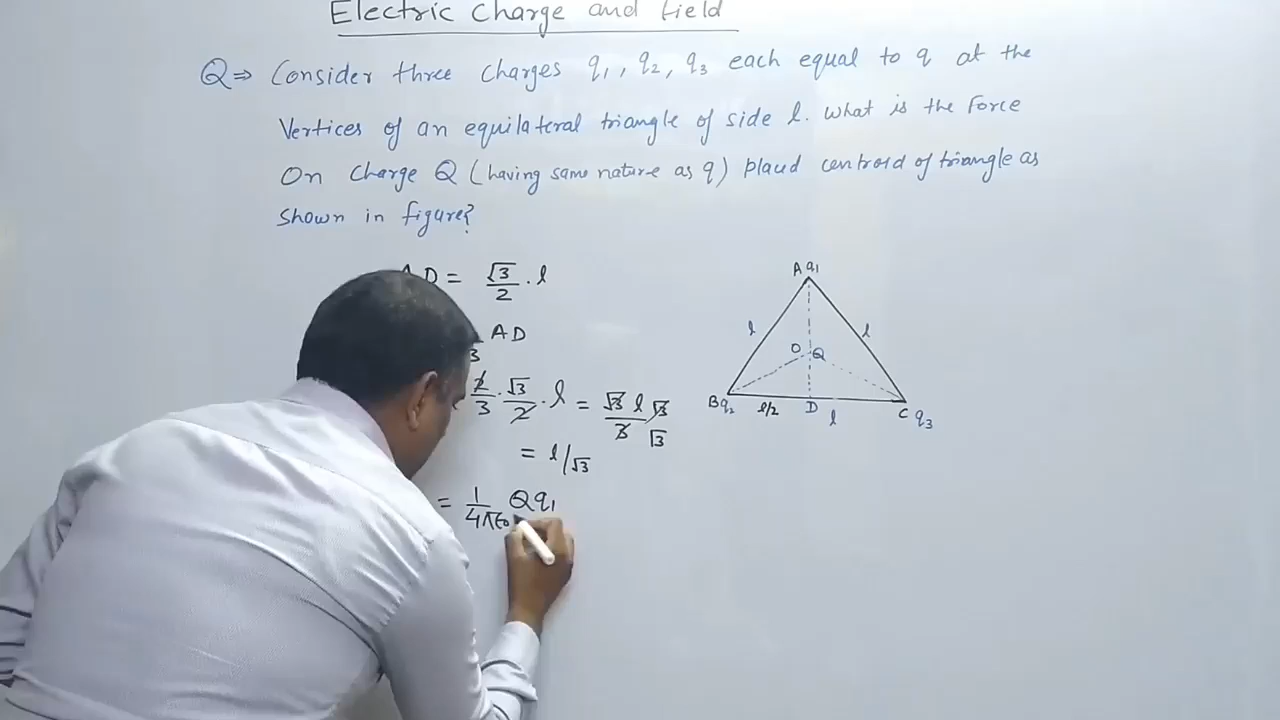 Electric Charge and Field
Q⇒ Consider three Charges q₁, q₂, q₃ each equal to q at the
Vertices of an equilateral triangle of side l. what is the Force
On Charge Q (having same nature as q) placed centroid of triangle as
Shown in figure?
AD = √3/2 . l
3 AD
2/3 . √3/2 . l = √3 l √3/3 √3
= l/√3
= 1/4πε₀ Qq₁
A q₁
l l
O Q
B q₂ l/2 D l C q₃